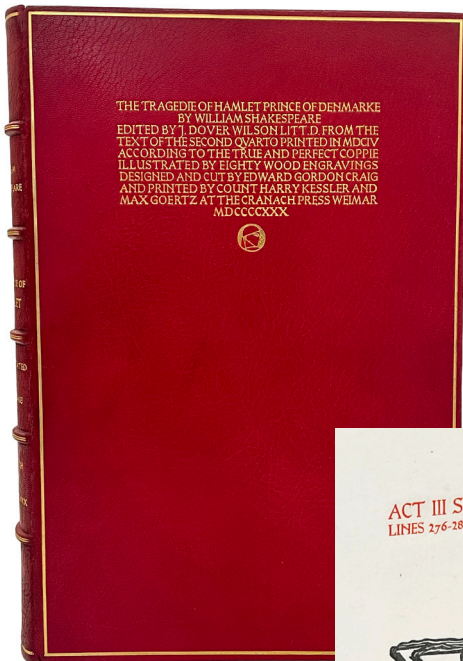 THE TRAGEDIE OF HAMLET PRINCE OF DENMARKE
BY WILLIAM SHAKESPEARE
EDITED BY J. DOVER WILSON LITT.D. FROM THE
TEXT OF THE SECOND QVARTO PRINTED IN MDCIV
ACCORDING TO THE TRUE AND PERFECT COPPIE
ILLUSTRATED BY EIGHTY WOOD ENGRAVINGS
DESIGNED AND CUT BY EDWARD GORDON CRAIG
AND PRINTED BY COUNT HARRY KESSLER AND
MAX GOERTZ AT THE CRANACH PRESS WEIMAR
MDCCCCXXX
ACT III S
LINES 276-28